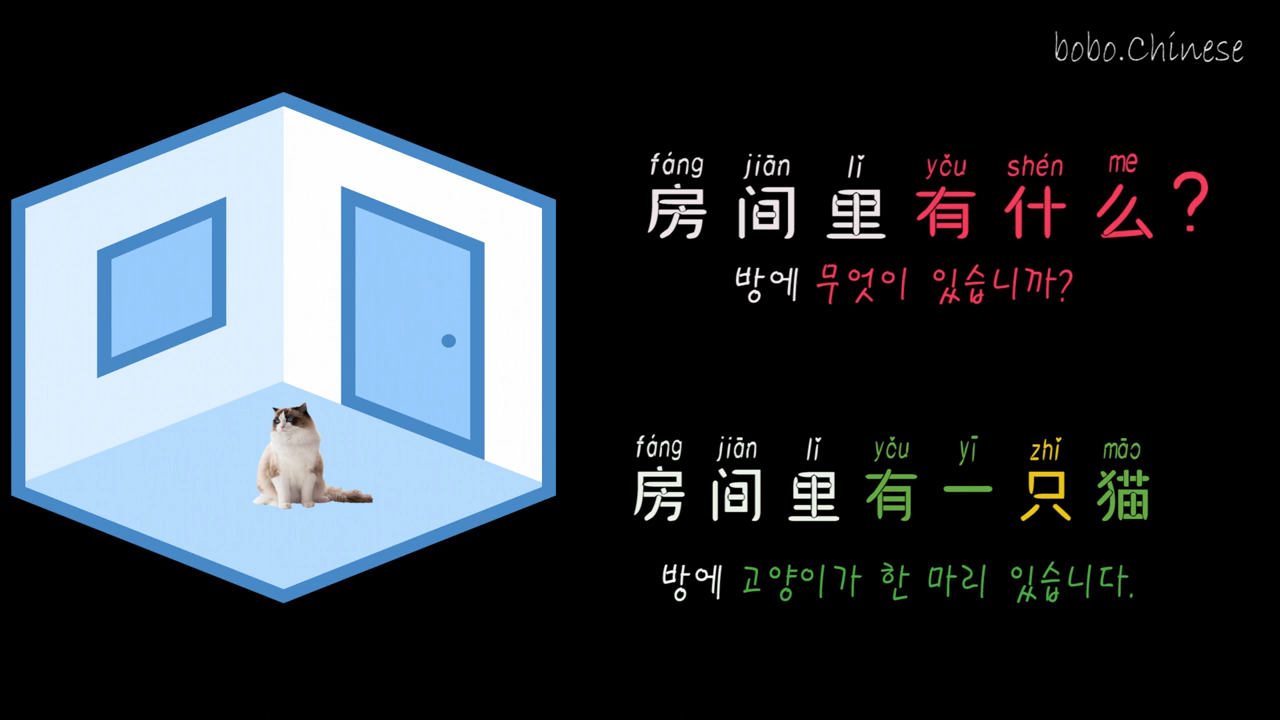 bobo.Chinese
fáng jiān lǐ yǒu shén me
房间里有什么?
방에 무엇이 있습니까?
fáng jiān lǐ yǒu yī zhǐ māo
房间里有一只猫
방에 고양이가 한 마리 있습니다.